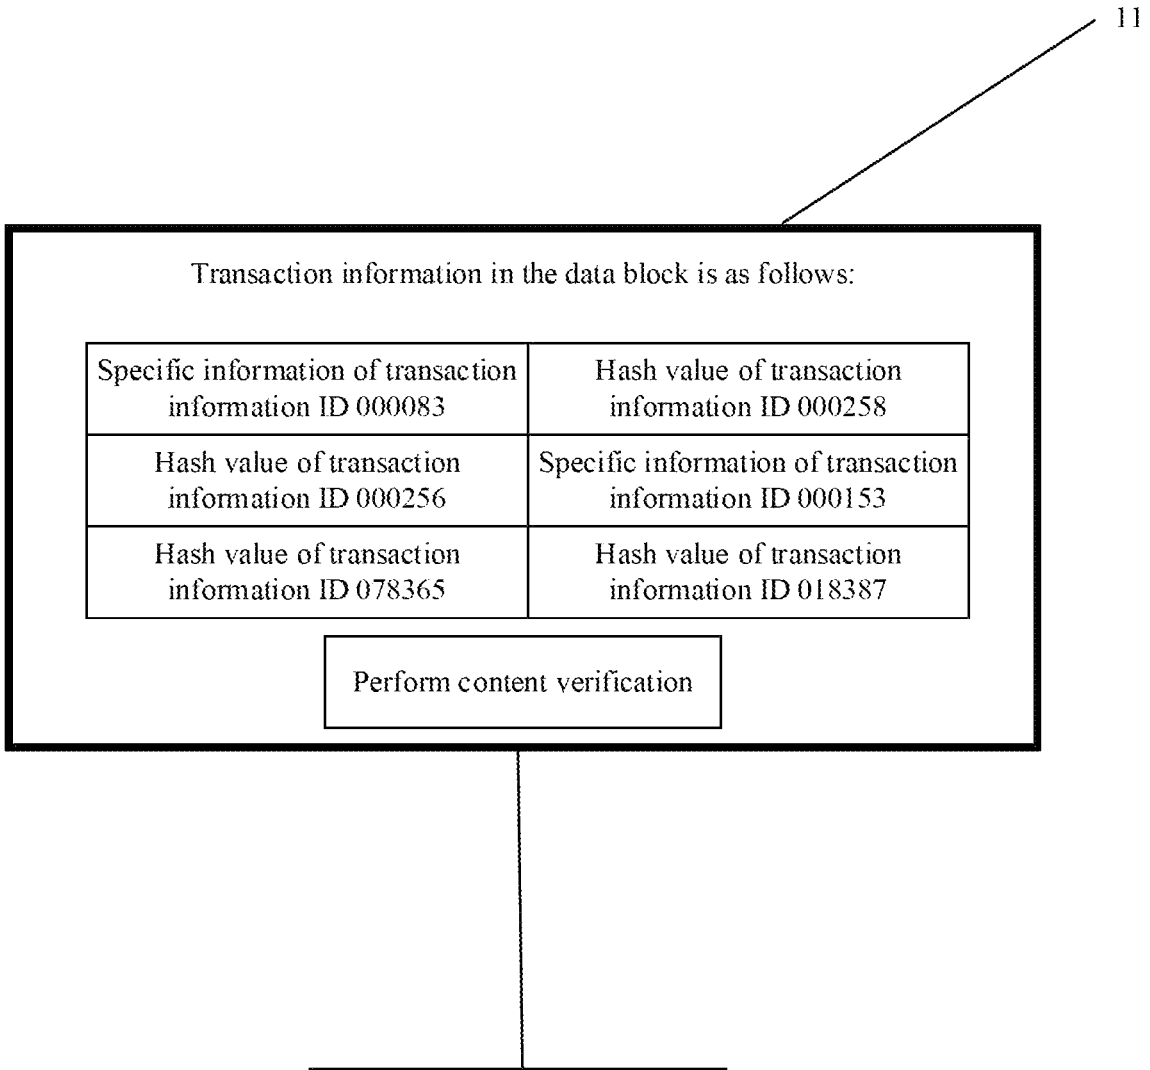 11
Transaction information in the data block is as follows:
Specific information of transaction
information ID 000083
Hash value of transaction
information ID 000258
Hash value of transaction
information ID 000256
Specific information of transaction
information ID 000153
Hash value of transaction
information ID 078365
Hash value of transaction
information ID 018387
Perform content verification